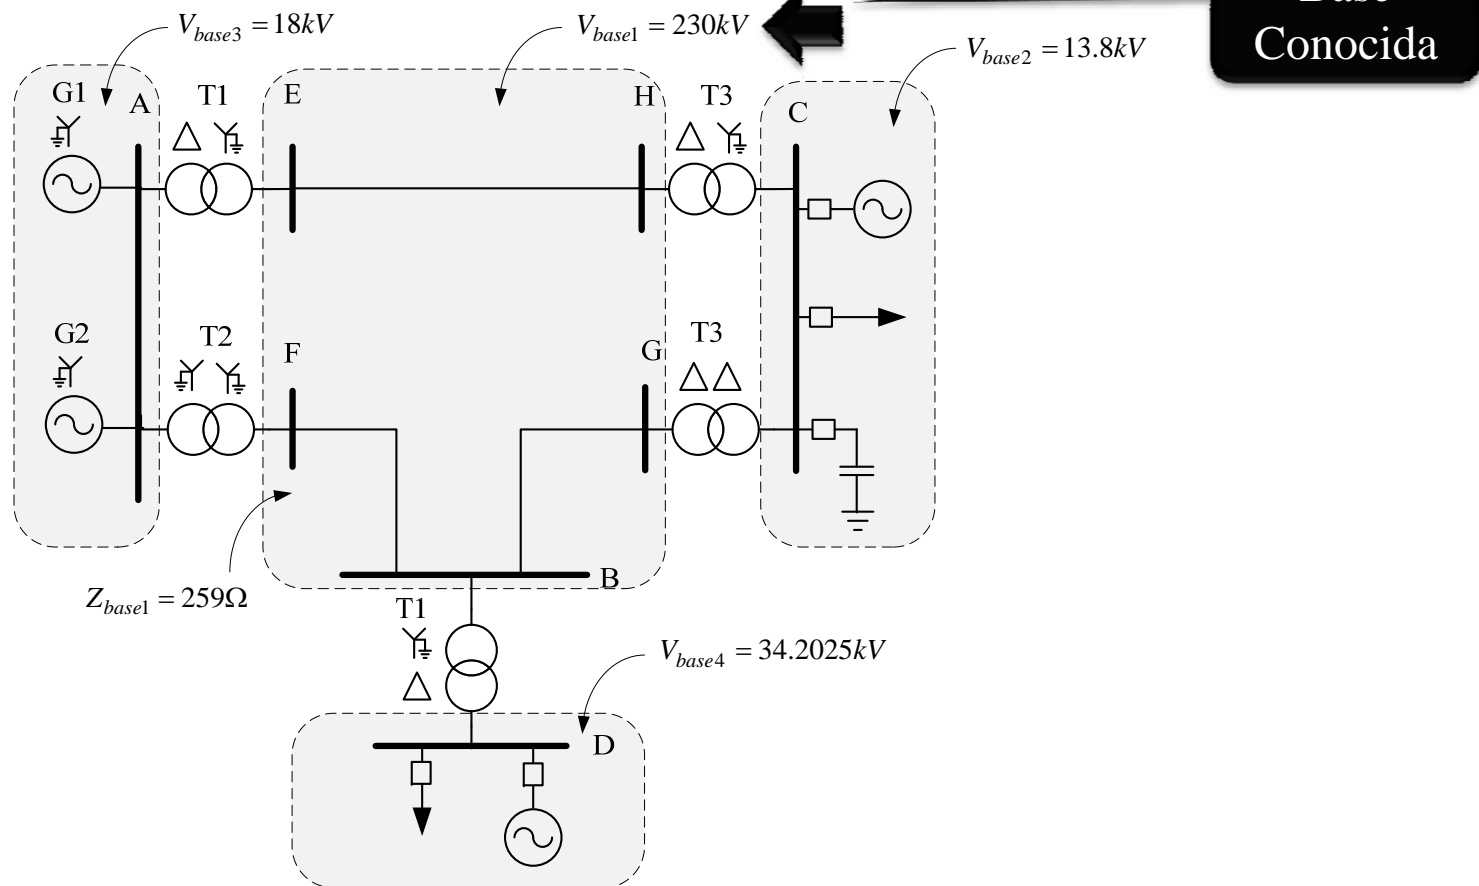 V_base3 = 18kV
V_base1 = 230kV
V_base2 = 13.8kV
Conocida
G1
A
T1
E
H
T3
C
G2
T2
F
T3
G
Z_base1 = 259Ω
B
T1
V_base4 = 34.2025kV
D